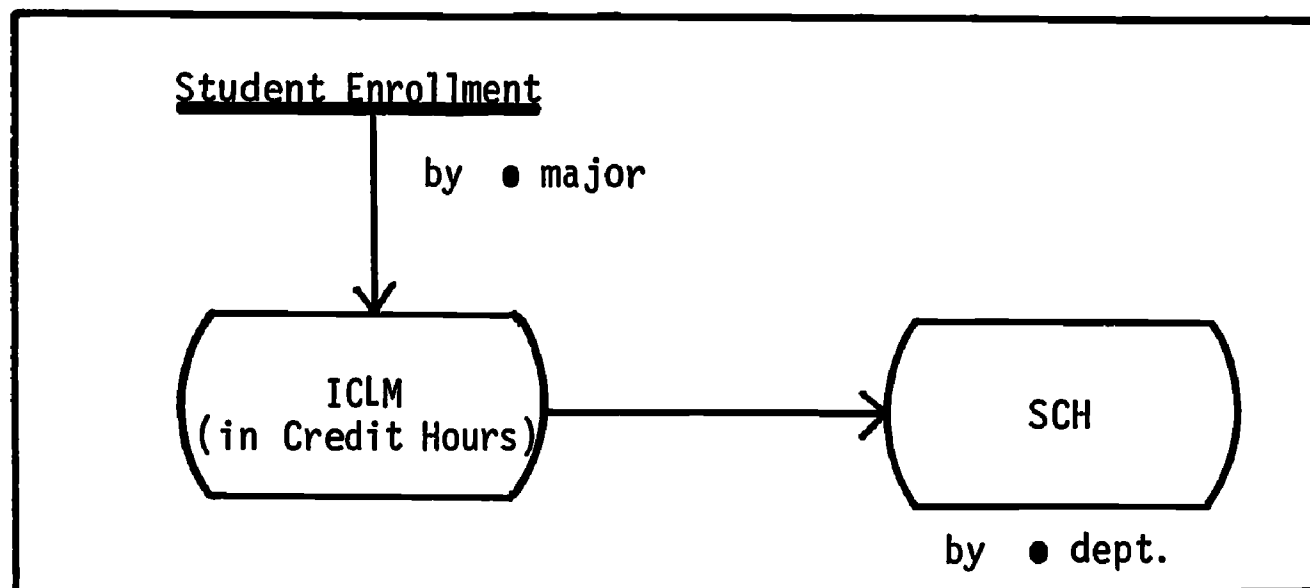 Student Enrollment
by ● major
ICLM
(in Credit Hours)
SCH
by ● dept.